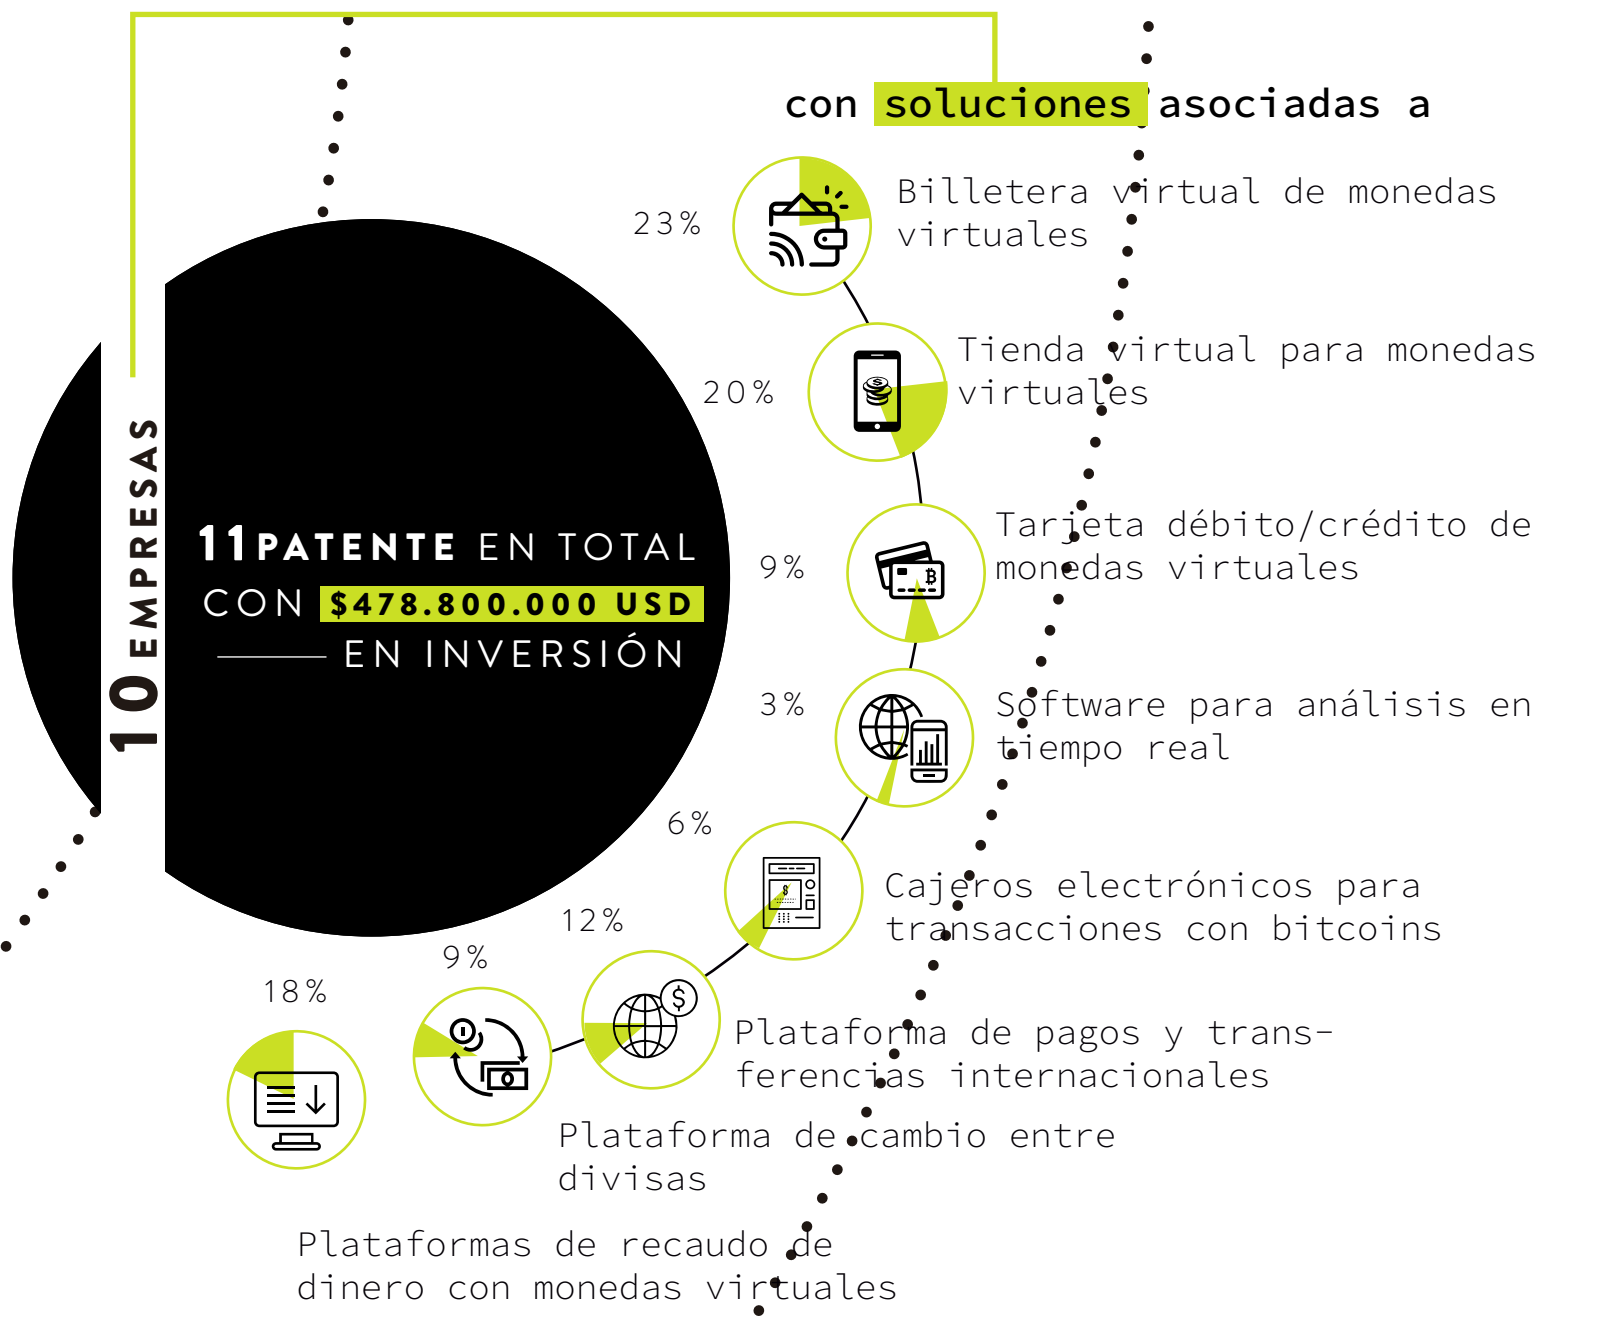 con soluciones asociadas a
23%
Billetera virtual de monedas
virtuales
20%
Tienda virtual para monedas
virtuales
9%
Tarjeta débito/crédito de
monedas virtuales
3%
Software para análisis en
tiempo real
6%
Cajeros electrónicos para
transacciones con bitcoins
12%
Plataforma de pagos y trans-
ferencias internacionales
9%
Plataforma de cambio entre
divisas
18%
Plataformas de recaudo de
dinero con monedas virtuales
10 EMPRESAS
11 PATENTE EN TOTAL
CON $478.800.000 USD
EN INVERSIÓN